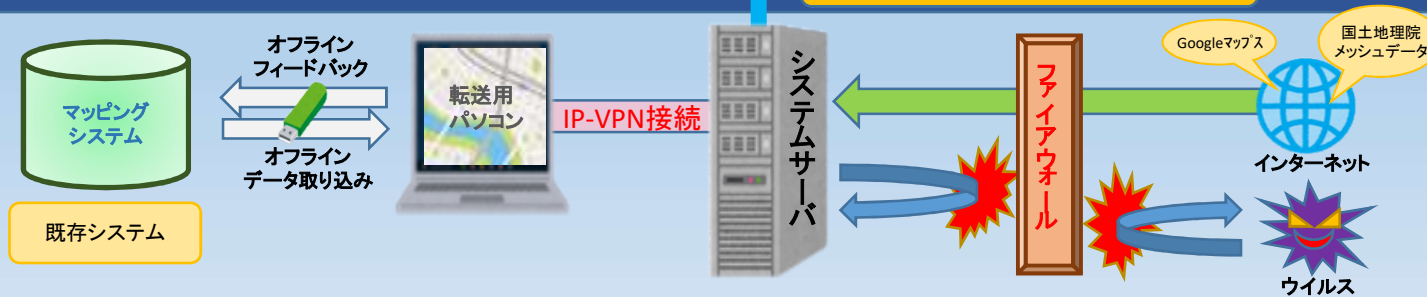 オフライン
フィードバック
マッピング
システム
オフライン
データ取り込み
既存システム
転送用
パソコン
IP-VPN接続
システムサーバ
ファイアウォール
Googleマップス
国土地理院
メッシュデータ
インターネット
ウイルス